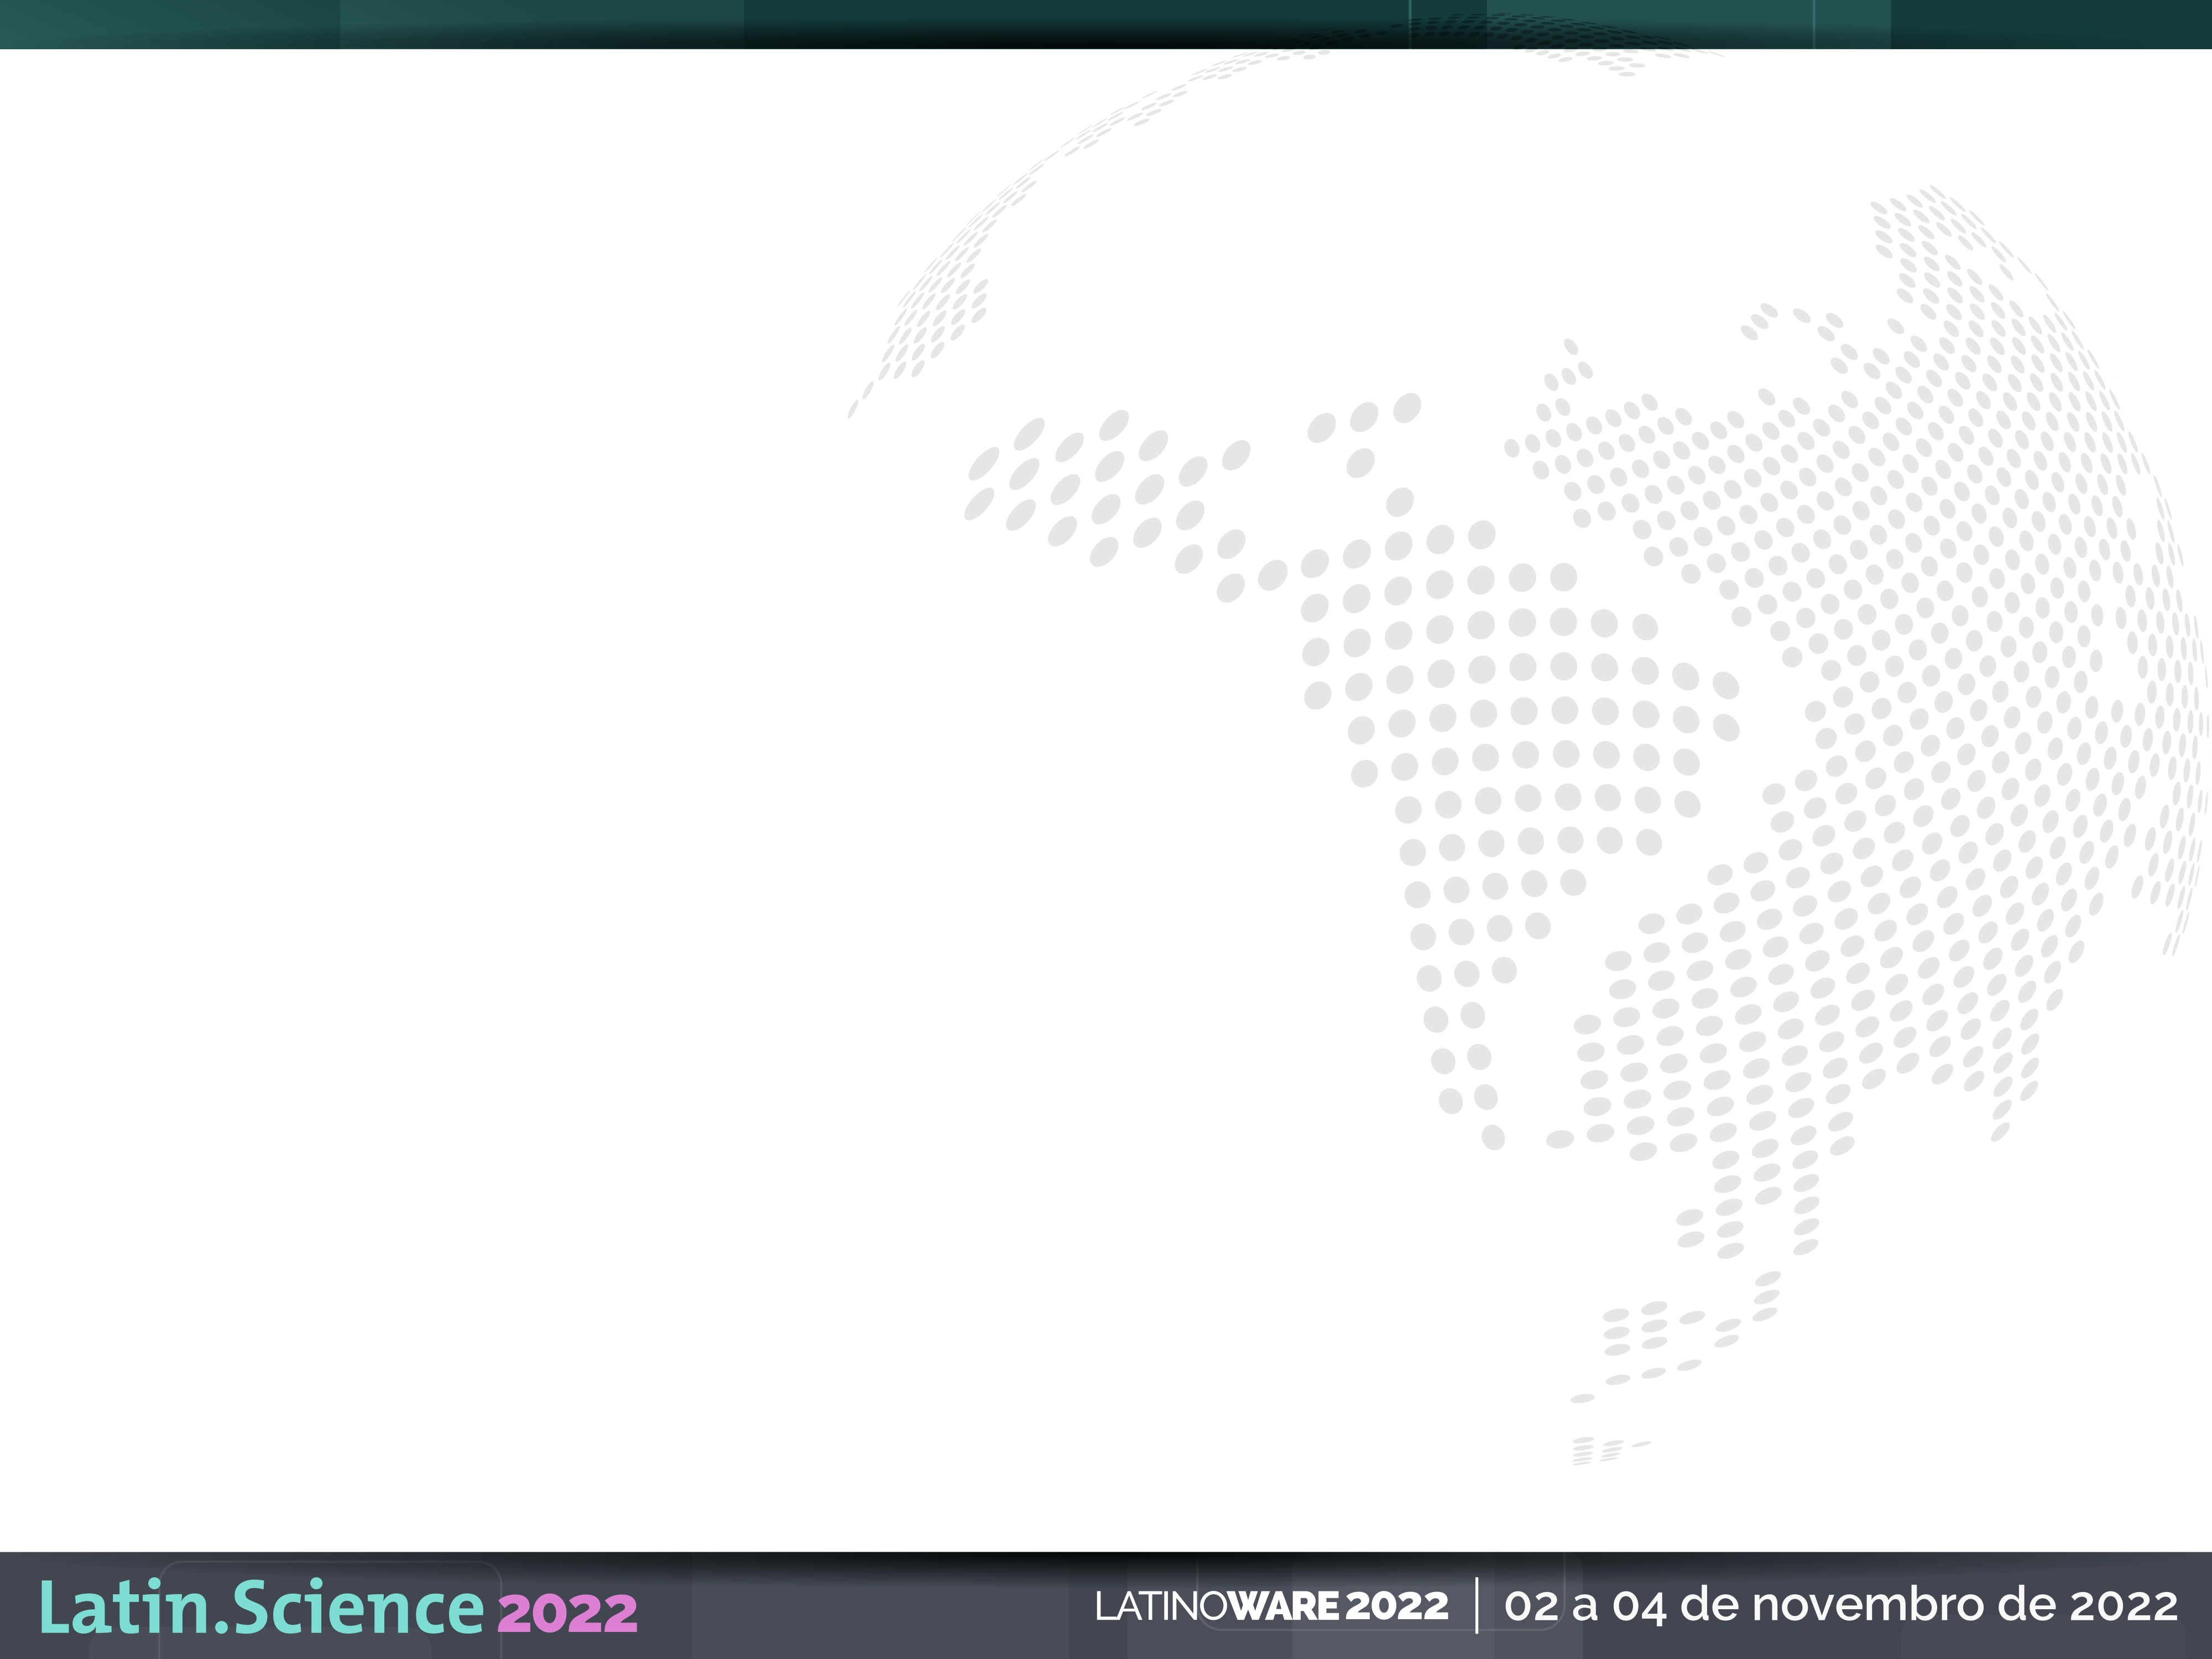 Latin.Science 2022
LATINOWARE 2022 | 02 a 04 de novembro de 2022